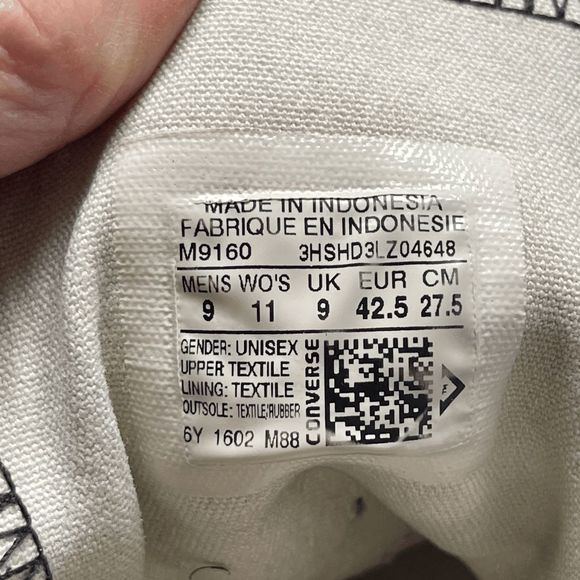 MADE IN INDONESIA
FABRIQUE EN INDONESIE
M9160 3HSHD3LZ04648
MENS WO'S UK EUR CM
9 11 9 42.5 27.5
GENDER: UNISEX
UPPER TEXTILE
LINING: TEXTILE
OUTSOLE: TEXTILE/RUBBER
6Y 1602 M88
CONVERSE
F